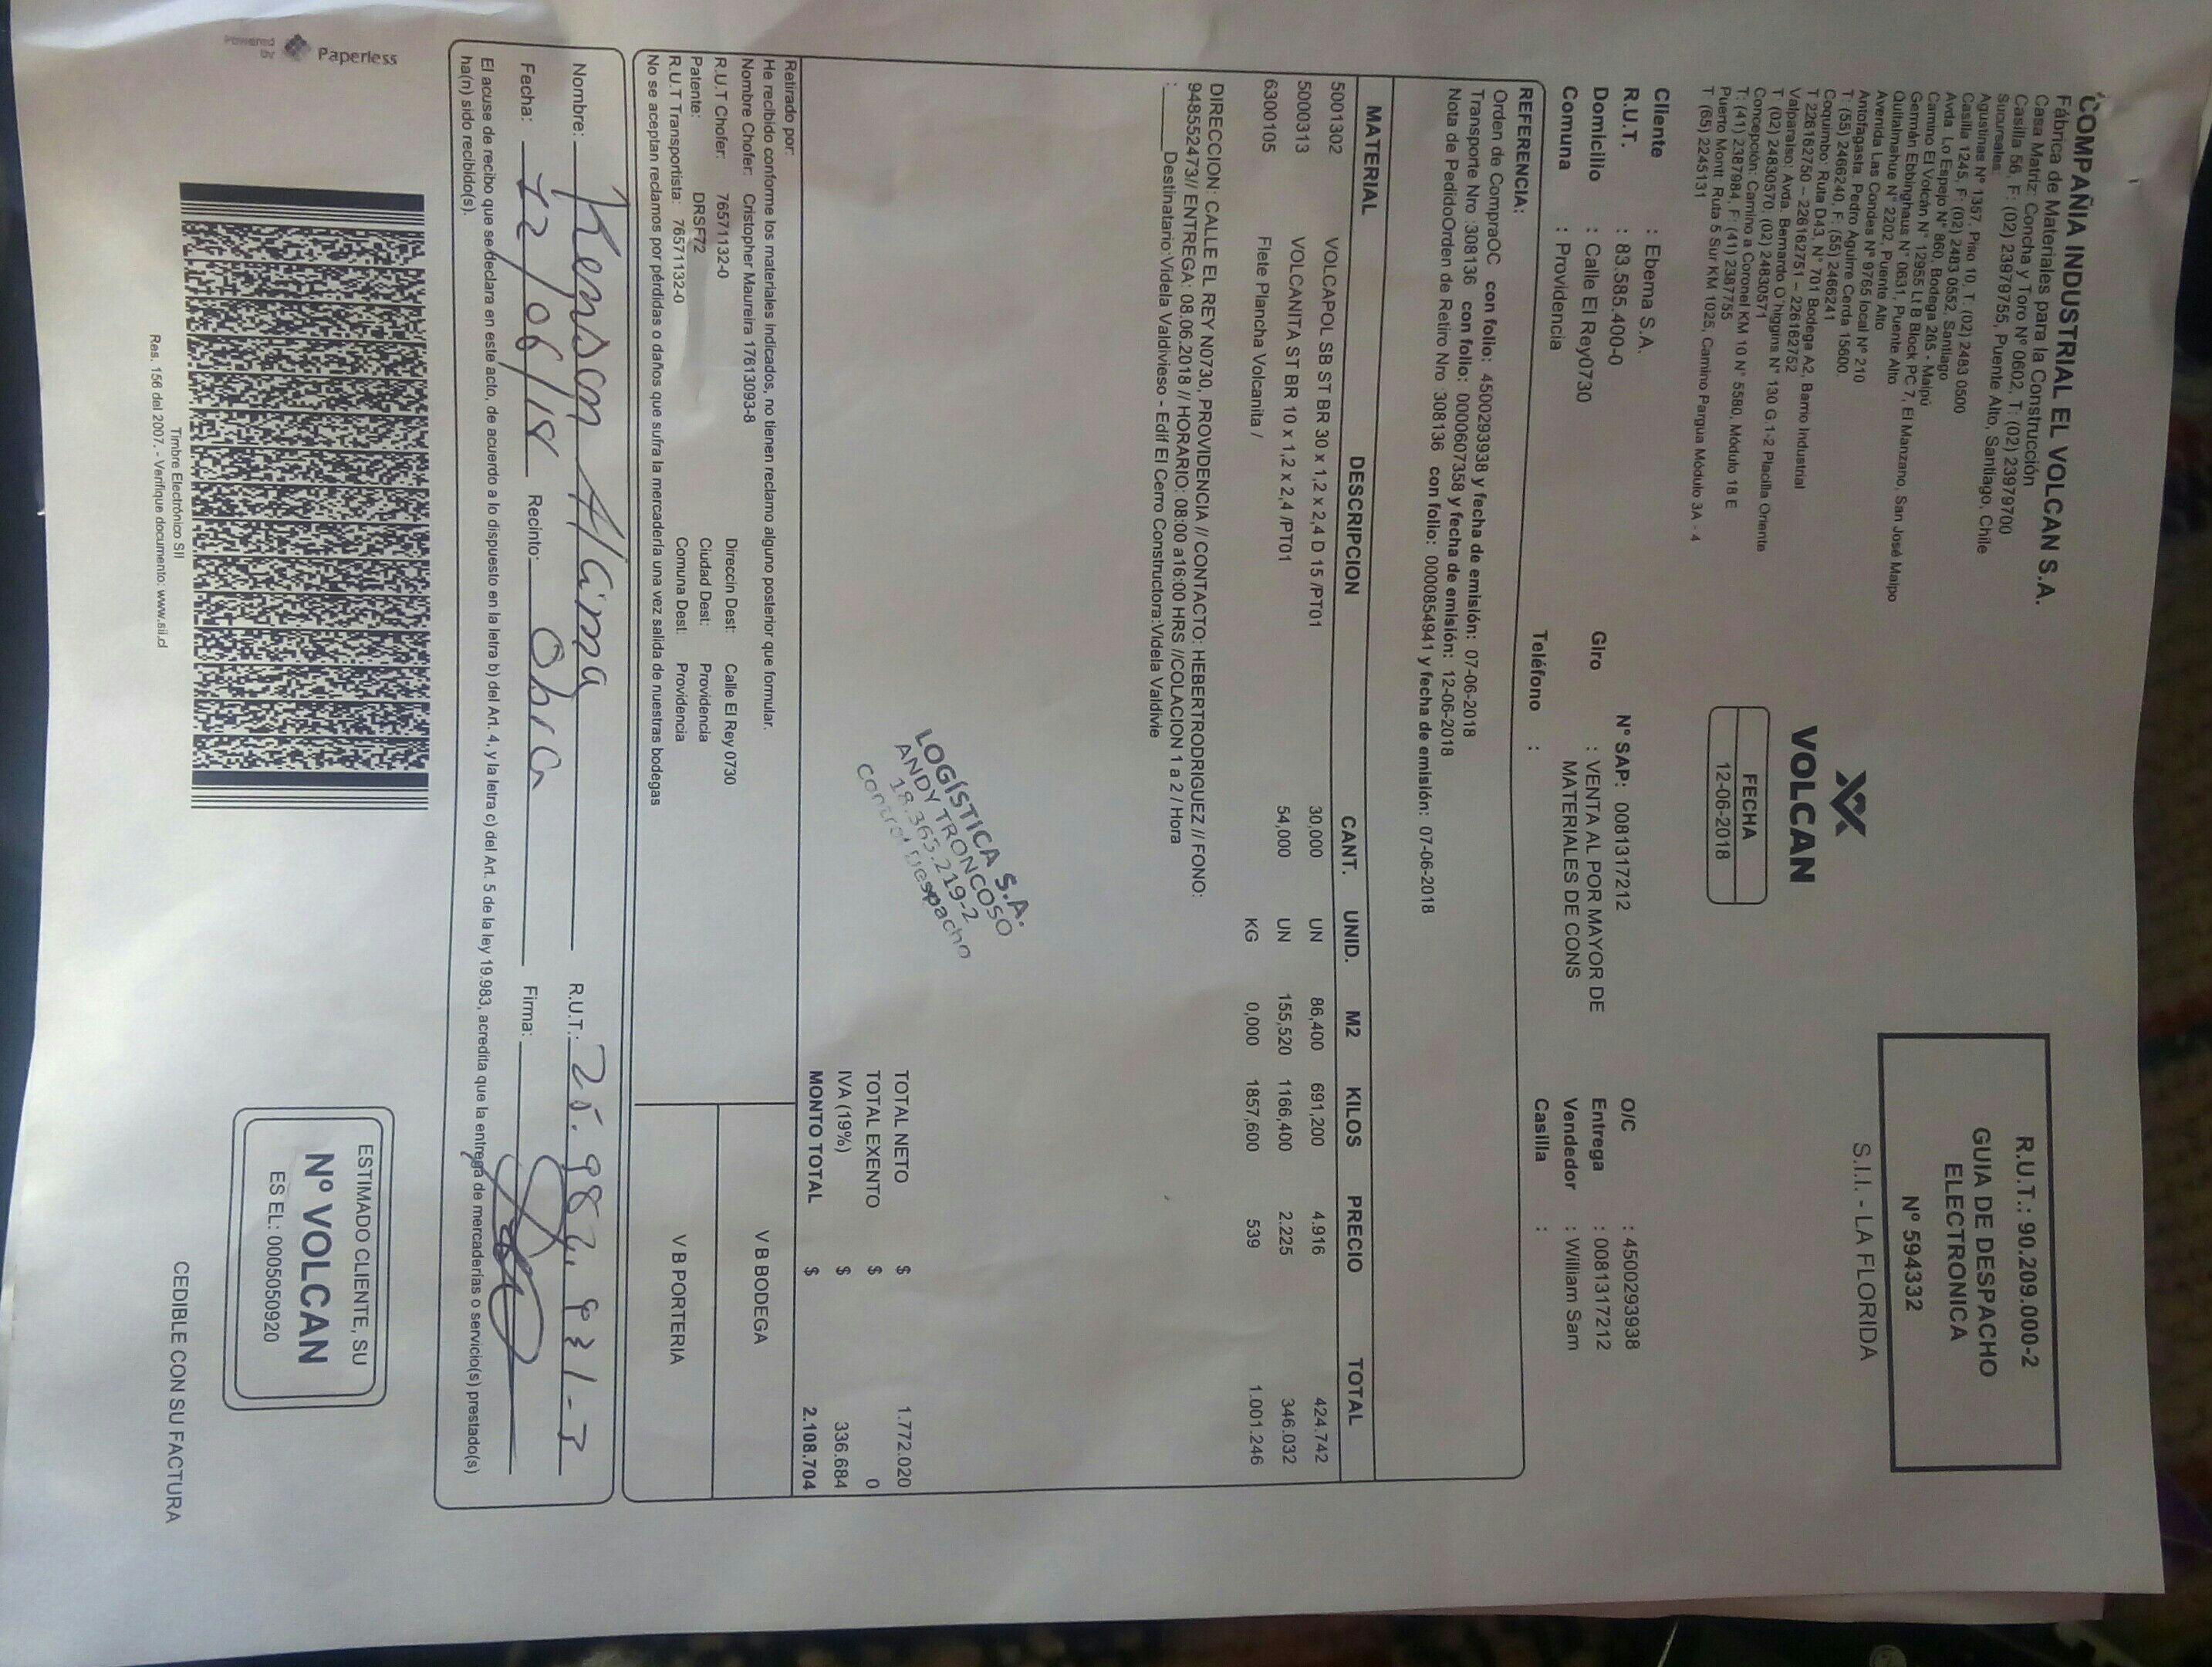 COMPAÑIA INDUSTRIAL EL VOLCAN S.A.
Fábrica de Materiales para la Construcción
Casa Matriz: Concha y Toro Nº 0602, T: (02) 23979700
Casilla 56, F: (02) 23979755, Puente Alto, Santiago, Chile
Sucursales:
Agustinas Nº 1357, Piso 10, T: (02) 2483 0500
Casilla 1245, F: (02) 2483 0552, Santiago
Avda. Lo Espejo Nº 860, Bodega 265 - Maipú
Camino El Volcán N° 12955 Lt B Block PC 7, El Manzano, San José Maipo
Germán Ebbinghaus N° 0631, Puente Alto
Quitalmahue N° 2202, Puente Alto
Avenida Las Condes N° 9765 local N° 210
Antofagasta: Pedro Aguirre Cerda 15600.
T: (55) 2466240, F: (55) 2466241
Coquimbo: Ruta D43, N° 701 Bodega A2, Barrio Industrial
T 226162750 – 226162751 – 226162752
Valparaíso: Avda. Bernardo O'higgins N° 130 G.1-2 Placilla Oriente
T: (02) 24830570; (02) 24830571
Concepción: Camino a Coronel KM 10 N° 5580, Módulo 18 E
T: (41) 2387984, F: (41) 2387755
Puerto Montt: Ruta 5 Sur KM 1025, Camino Pargua Módulo 3A - 4
T (65) 2245131
VOLCAN
FECHA
12-06-2018
R.U.T.: 90.209.000-2
GUIA DE DESPACHO
ELECTRONICA
Nº 594332
S.I.I. - LA FLORIDA
Cliente : Ebema S.A.
R.U.T. : 83.585.400-0 N° SAP: 0081317212 O/C : 4500293938
Domicilio : Calle El Rey0730 Giro : VENTA AL POR MAYOR DE MATERIALES DE CONS Entrega : 0081317212
Comuna : Providencia Vendedor : William Sam
Teléfono : Casilla :
REFERENCIA:
Orden de CompraOC con folio: 4500293938 y fecha de emisión: 07-06-2018
Transporte Nro :308136 con folio: 0000607358 y fecha de emisión: 12-06-2018
Nota de PedidoOrden de Retiro Nro :308136 con folio: 0000854941 y fecha de emisión: 07-06-2018
MATERIAL DESCRIPCION CANT. UNID. M2 KILOS PRECIO TOTAL
5001302 VOLCAPOL SB ST BR 30 x 1,2 x 2,4 D 15 /PT01 30,000 UN 86,400 691,200 4.916 424.742
5000313 VOLCANITA ST BR 10 x 1,2 x 2,4 /PT01 54,000 UN 155,520 1166,400 2.225 346.032
6300105 Flete Plancha Volcanita / KG 0,000 1857,600 539 1.001.246
DIRECCION: CALLE EL REY N0730, PROVIDENCIA // CONTACTO: HEBERTRODRIGUEZ // FONO:
948552473// ENTREGA: 08.06.2018 // HORARIO: 08:00 a16:00 HRS //COLACION 1 a 2 / Hora
:______Destinatario:Videla Valdivieso - Edif El Cerro Constructora:Videla Valdivie
LOGÍSTICA S.A.
ANDY TRONCOSO
18.365.219-2
Control Despacho
TOTAL NETO $ 1.772.020
TOTAL EXENTO $ 0
IVA (19%) $ 336.684
MONTO TOTAL $ 2.108.704
Retirado por:
He recibido conforme los materiales indicados, no tienen reclamo alguno posterior que formular.
Nombre Chofer: Cristopher Maureira 17613093-8
R.U.T Chofer: 76571132-0 Direccin Dest: Calle El Rey 0730
Patente: DRSF72 Ciudad Dest: Providencia
R.U.T Transportista: 76571132-0 Comuna Dest: Providencia
No se aceptan reclamos por pérdidas o daños que sufra la mercadería una vez salida de nuestras bodegas
V B BODEGA
V B PORTERIA
Nombre: R.U.T.:
Fecha: 12/06/18 Recinto: Obra Firma:
El acuse de recibo que se declara en este acto, de acuerdo a lo dispuesto en la letra b) del Art. 4, y la letra c) del Art. 5 de la ley 19.983, acredita que la entrega de mercaderías o servicio(s) prestado(s)
ha(n) sido recibido(s).
Timbre Electrónico SII
Res. 156 del 2007. - Verifique documento: www.sii.cl
ESTIMADO CLIENTE, SU
Nº VOLCAN
ES EL: 0005050920
CEDIBLE CON SU FACTURA
Powered
by
Paperless